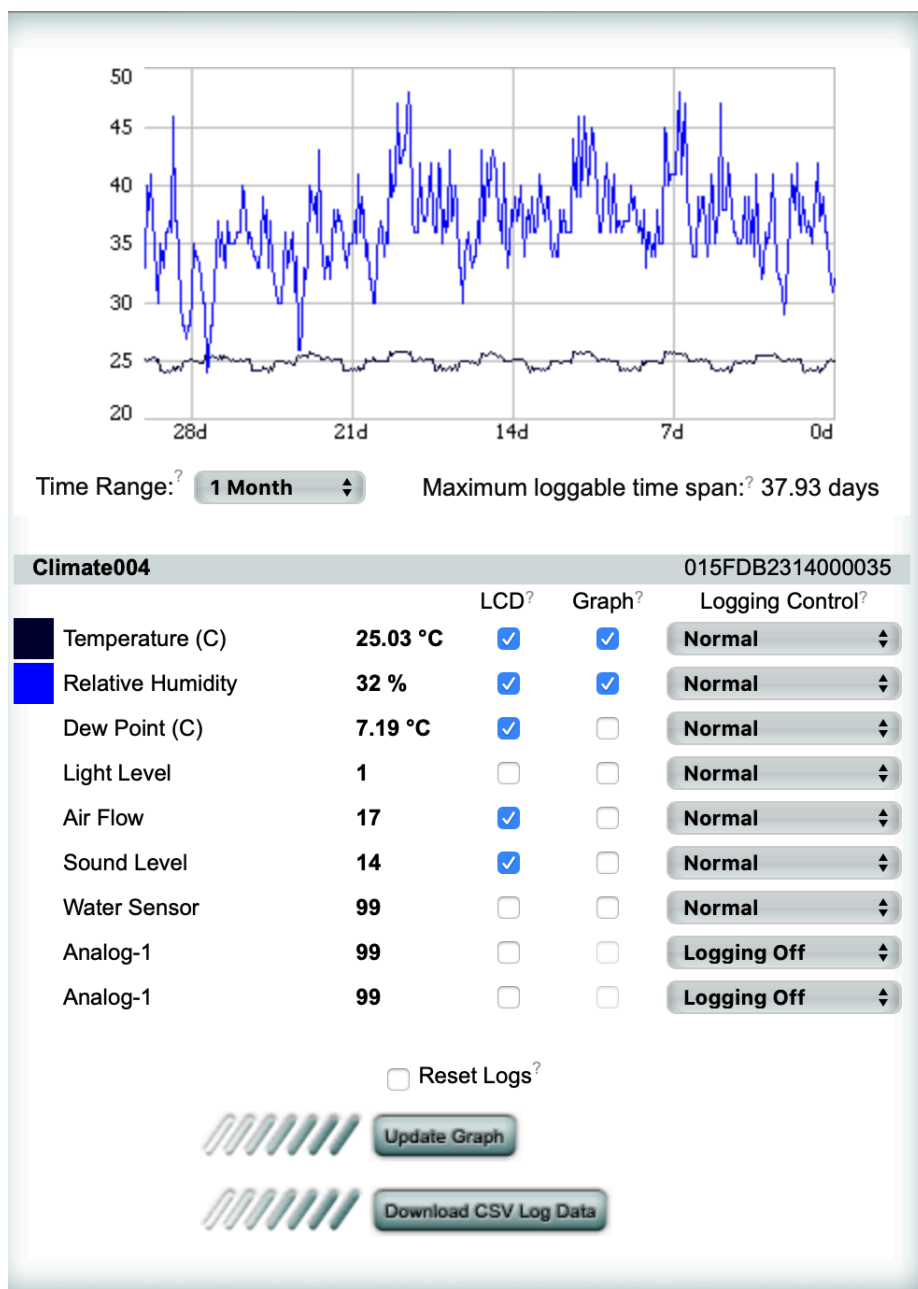 50
45
40
35
30
25
20
28d 21d 14d 7d 0d
Time Range:? 1 Month Maximum loggable time span:? 37.93 days
Climate004 015FDB2314000035
LCD? Graph? Logging Control?
Temperature (C) 25.03 °C Normal
Relative Humidity 32 % Normal
Dew Point (C) 7.19 °C Normal
Light Level 1 Normal
Air Flow 17 Normal
Sound Level 14 Normal
Water Sensor 99 Normal
Analog-1 99 Logging Off
Analog-1 99 Logging Off
Reset Logs?
Update Graph
Download CSV Log Data